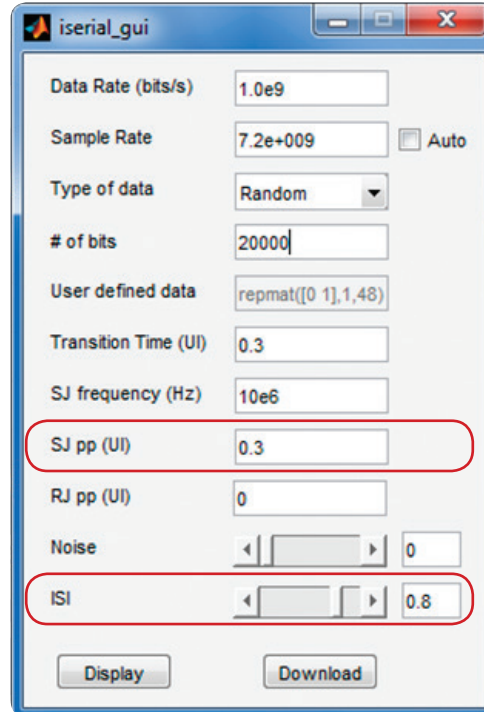 iserial_gui
Data Rate (bits/s) 1.0e9
Sample Rate 7.2e+009 Auto
Type of data Random
# of bits 20000
User defined data repmat([0 1],1,48)
Transition Time (UI) 0.3
SJ frequency (Hz) 10e6
SJ pp (UI) 0.3
RJ pp (UI) 0
Noise 0
ISI 0.8
Display Download